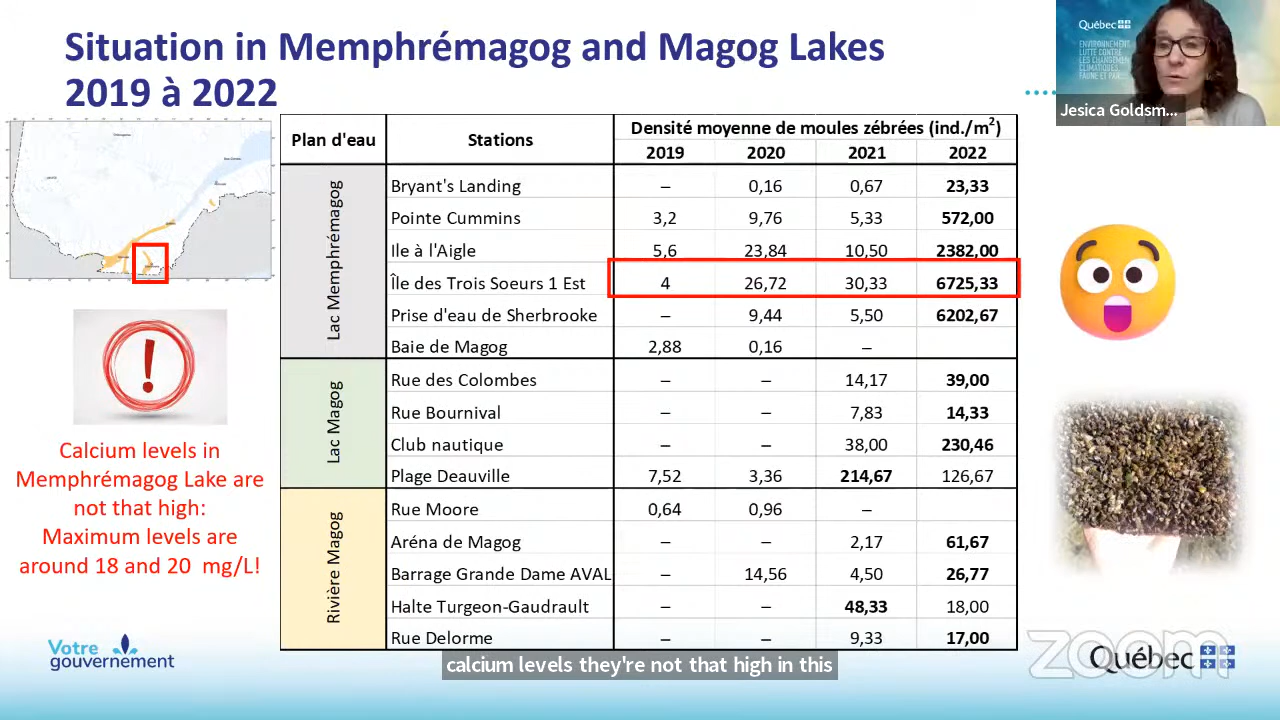 Situation in Memphrémagog and Magog Lakes
2019 à 2022
Québec
ENVIRONNEMENT,
LUTTE CONTRE
LES CHANGEMENTS
CLIMATIQUES,
FAUNE ET PARCS
Jesica Goldsm...
Plan d'eau Stations Densité moyenne de moules zébrées (ind./m²)
2019 2020 2021 2022
Lac Memphrémagog
Bryant's Landing – 0,16 0,67 23,33
Pointe Cummins 3,2 9,76 5,33 572,00
Ile à l'Aigle 5,6 23,84 10,50 2382,00
Île des Trois Soeurs 1 Est 4 26,72 30,33 6725,33
Prise d'eau de Sherbrooke – 9,44 5,50 6202,67
Baie de Magog 2,88 0,16 –
Lac Magog
Rue des Colombes – – 14,17 39,00
Rue Bournival – – 7,83 14,33
Club nautique – – 38,00 230,46
Plage Deauville 7,52 3,36 214,67 126,67
Rivière Magog
Rue Moore 0,64 0,96 –
Aréna de Magog – – 2,17 61,67
Barrage Grande Dame AVAL – 14,56 4,50 26,77
Halte Turgeon-Gaudrault – – 48,33 18,00
Rue Delorme – – 9,33 17,00
Calcium levels in
Memphrémagog Lake are
not that high:
Maximum levels are
around 18 and 20 mg/L!
Votre
gouvernement
calcium levels they're not that high in this
zoom
Québec